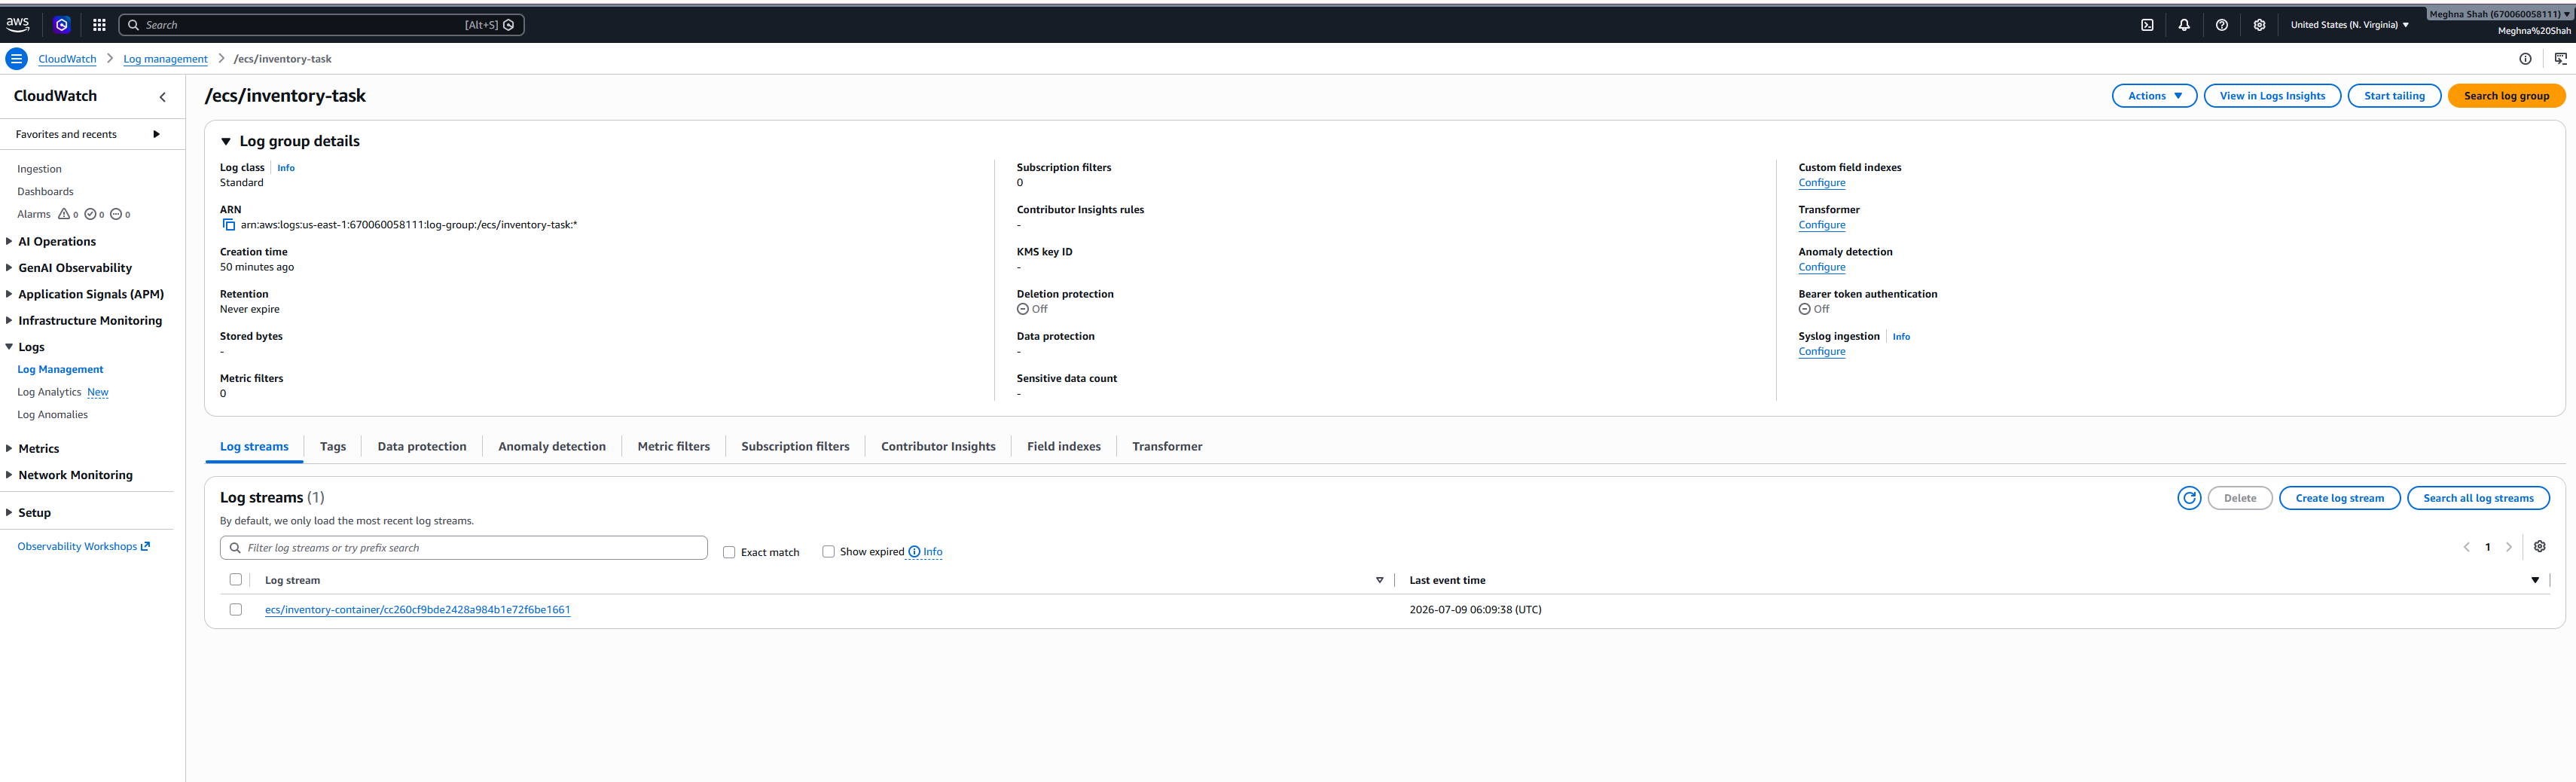 aws
Search [Alt+S]
United States (N. Virginia)
Meghna Shah (670060058111)
Meghna%20Shah
CloudWatch
Log management
/ecs/inventory-task
CloudWatch
Favorites and recents
Ingestion
Dashboards
Alarms 0 0 0
AI Operations
GenAI Observability
Application Signals (APM)
Infrastructure Monitoring
Logs
Log Management
Log Analytics New
Log Anomalies
Metrics
Network Monitoring
Setup
Observability Workshops
/ecs/inventory-task
Actions
View in Logs Insights
Start tailing
Search log group
Log group details
Log class Info
Standard
ARN
arn:aws:logs:us-east-1:670060058111:log-group:/ecs/inventory-task:*
Creation time
50 minutes ago
Retention
Never expire
Stored bytes
-
Metric filters
0
Subscription filters
0
Contributor Insights rules
-
KMS key ID
-
Deletion protection
Off
Data protection
-
Sensitive data count
-
Custom field indexes
Configure
Transformer
Configure
Anomaly detection
Configure
Bearer token authentication
Off
Syslog ingestion Info
Configure
Log streams
Tags
Data protection
Anomaly detection
Metric filters
Subscription filters
Contributor Insights
Field indexes
Transformer
Log streams (1)
Delete
Create log stream
Search all log streams
By default, we only load the most recent log streams.
Filter log streams or try prefix search
Exact match
Show expired Info
1
Log stream
Last event time
ecs/inventory-container/cc260cf9bde2428a984b1e72f6be1661
2026-07-09 06:09:38 (UTC)